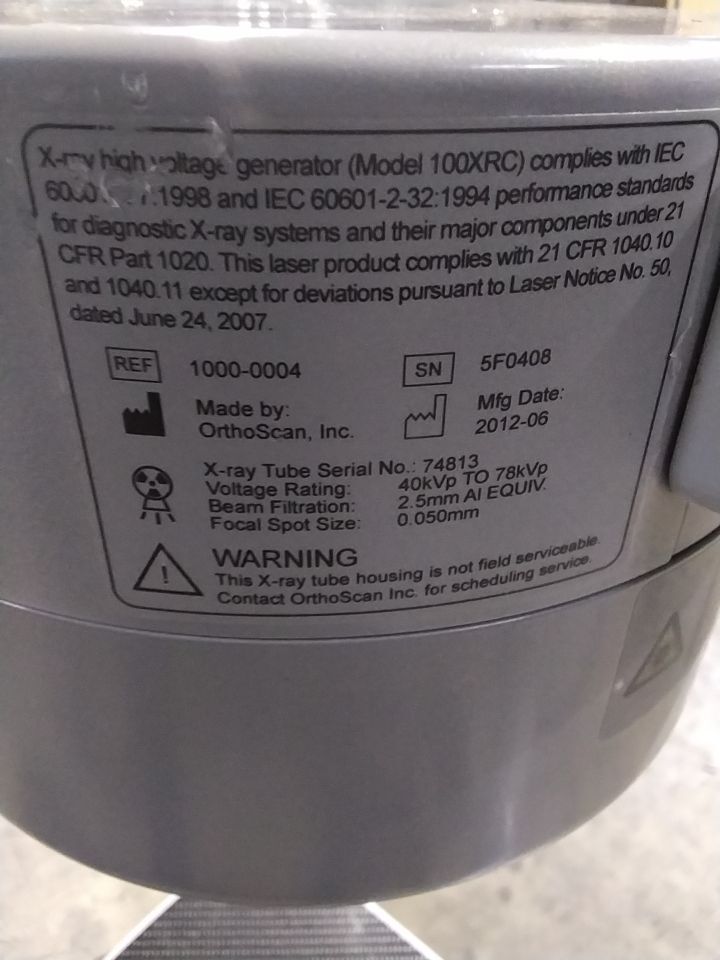 X-ray high voltage generator (Model 100XRC) complies with IEC
:1998 and IEC 60601-2-32:1994 performance standards
for diagnostic X-ray systems and their major components under 21
CFR Part 1020. This laser product complies with 21 CFR 1040.10
and 1040.11 except for deviations pursuant to Laser Notice No. 50,
dated June 24, 2007.
REF 1000-0004 SN 5F0408
Made by: Mfg Date:
OrthoScan, Inc. 2012-06
X-ray Tube Serial No.: 74813
Voltage Rating: 40kVp TO 78kVp
Beam Filtration: 2.5mm Al EQUIV.
Focal Spot Size: 0.050mm
WARNING
This X-ray tube housing is not field serviceable.
Contact OrthoScan Inc. for scheduling service.